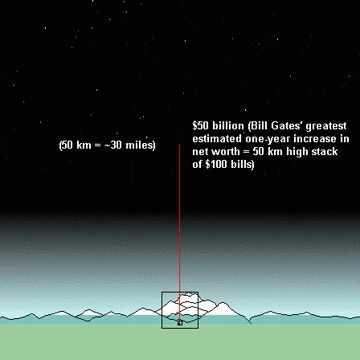 $50 billion (Bill Gates' greatest
estimated one-year increase in
(50 km = ~30 miles)
net worth = 50 km high stack
of $100 bills)